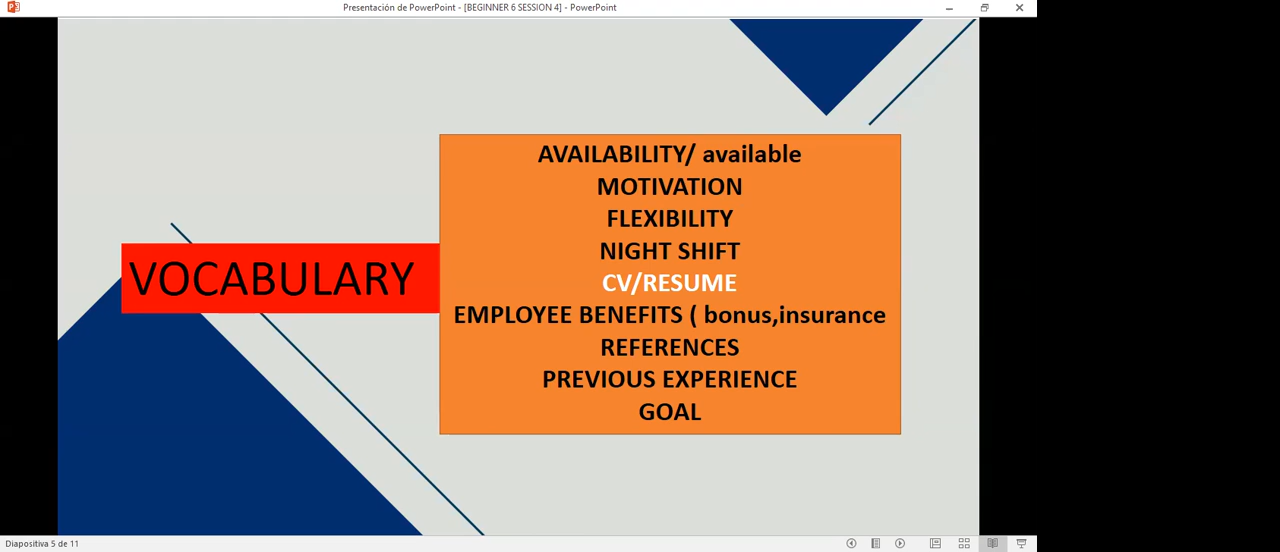 Presentación de PowerPoint - [BEGINNER 6 SESSION 4] - PowerPoint
VOCABULARY
AVAILABILITY/ available
MOTIVATION
FLEXIBILITY
NIGHT SHIFT
CV/RESUME
EMPLOYEE BENEFITS ( bonus,insurance
REFERENCES
PREVIOUS EXPERIENCE
GOAL
Diapositiva 5 de 11